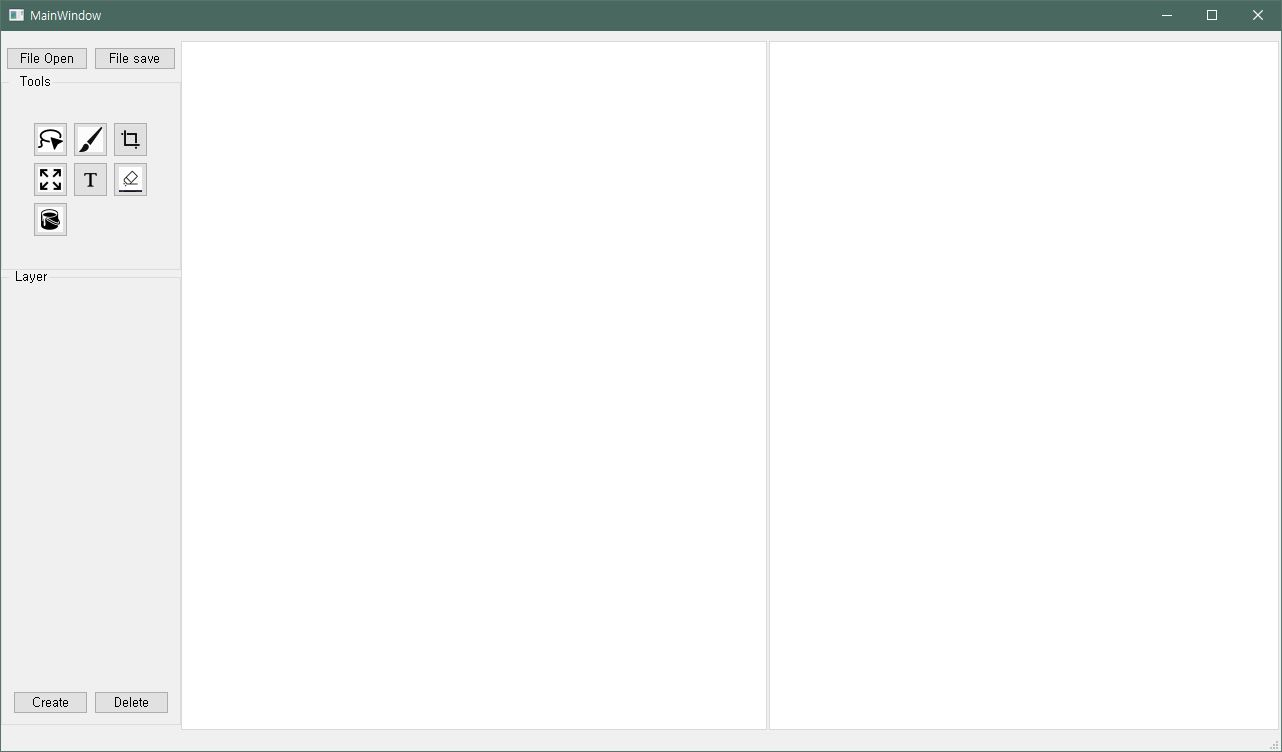 MainWindow
File Open File save
Tools
T
Layer
Create Delete